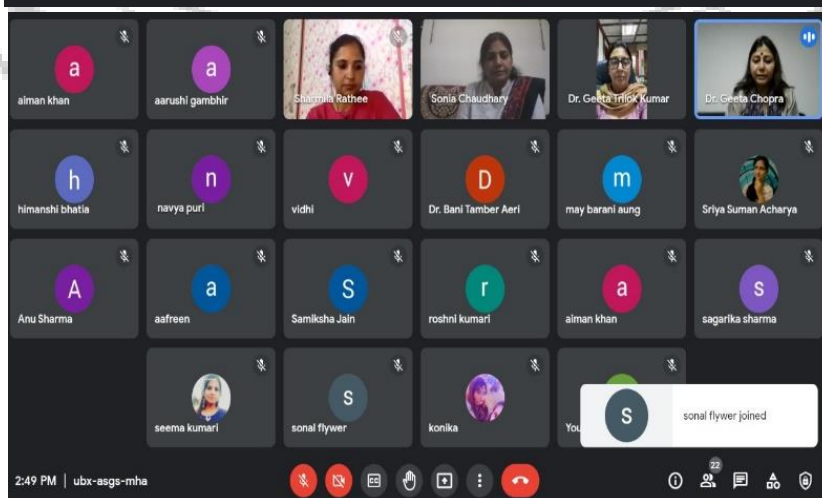 a
a
aiman khan
aarushi gambhir
Sharmila Rathee
Sonia Chaudhary
Dr. Geeta Trilok Kumar
Dr. Geeta Chopra
h
n
v
D
m
himanshi bhatia
navya puri
vidhi
Dr. Bani Tamber Aeri
may barani aung
Sriya Suman Acharya
A
a
S
r
a
s
Anu Sharma
aafreen
Samiksha Jain
roshni kumari
aiman khan
sagarika sharma
s
seema kumari
sonal flywer
konika
You
S
sonal flywer joined
2:49 PM | ubx-asgs-mha
CC
22